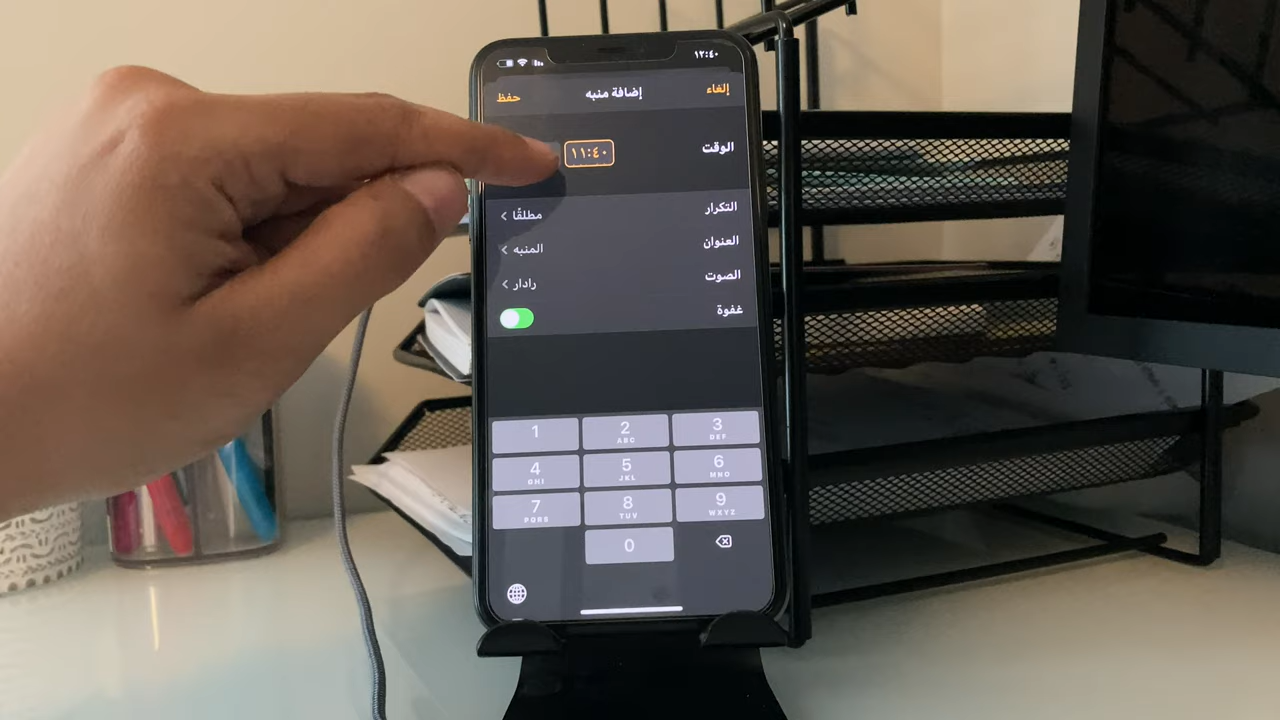 ١٢:٤٠
إلغاء إضافة منبه حفظ
الوقت ١١:٤٠
التكرار مطلقًا
العنوان المنبه
الصوت رادار
غفوة
1 2 3
ABC DEF
4 5 6
GHI JKL MNO
7 8 9
PQRS TUV WXYZ
0